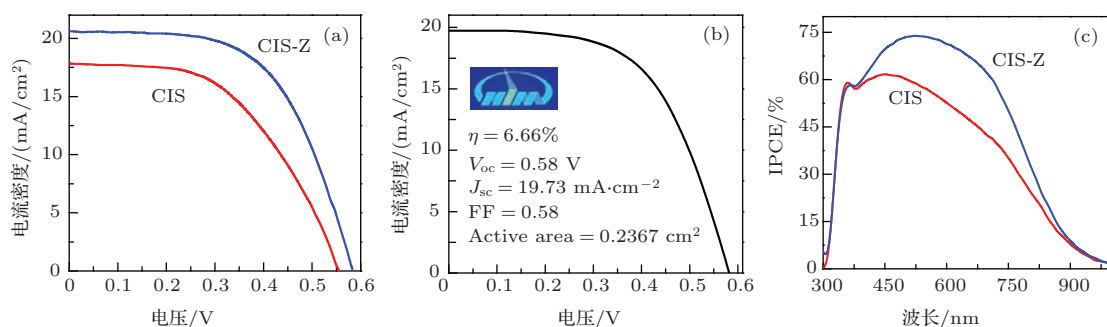 (a)
CIS-Z
CIS
电流密度/(mA/cm²)
20
15
10
5
0
0
0.1
0.2
0.3
0.4
0.5
0.6
电压/V
(b)
η = 6.66%
V_oc = 0.58 V
J_sc = 19.73 mA·cm⁻²
FF = 0.58
Active area = 0.2367 cm²
电流密度/(mA/cm²)
20
15
10
5
0
0
0.1
0.2
0.3
0.4
0.5
0.6
电压/V
(c)
CIS-Z
CIS
IPCE/%
75
60
45
30
15
0
300
450
600
750
900
波长/nm